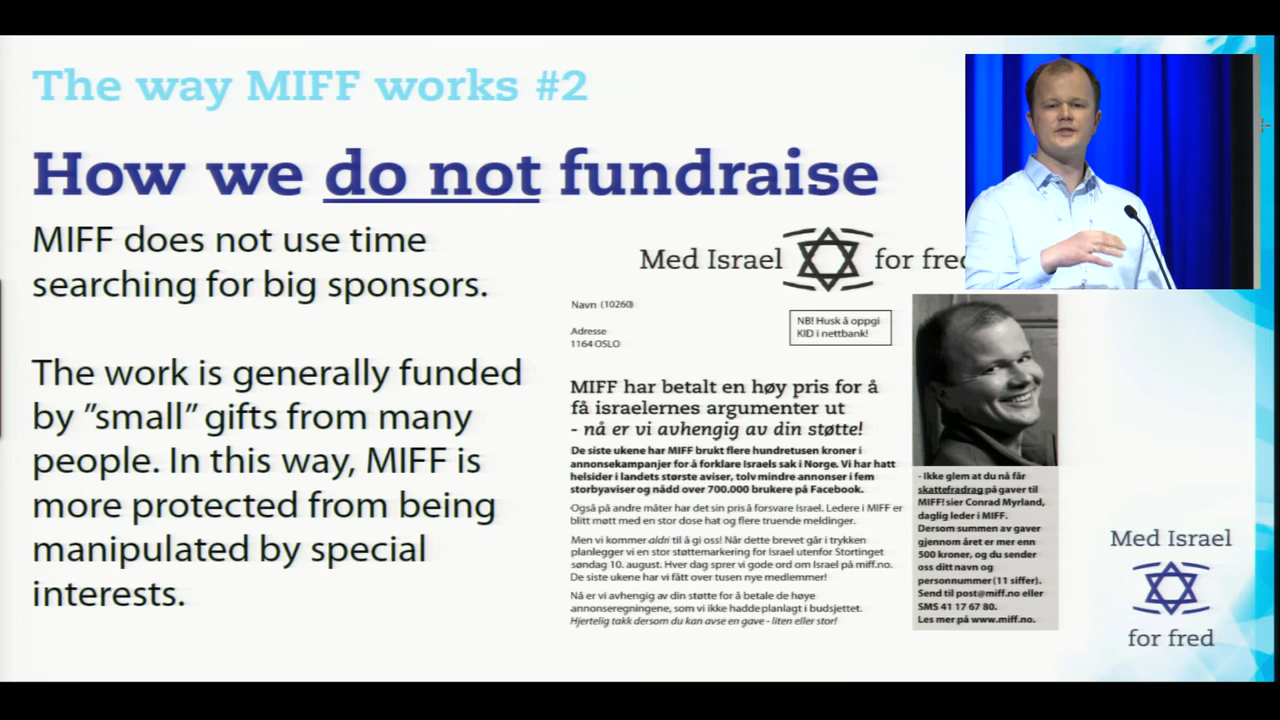 The way MIFF works #2
How we do not fundraise
MIFF does not use time
searching for big sponsors.
The work is generally funded
by ”small” gifts from many
people. In this way, MIFF is
more protected from being
manipulated by special
interests.
Med Israel for fred
Navn (10260)
Adresse
1164 OSLO
NB! Husk å oppgi
KID i nettbank!
MIFF har betalt en høy pris for å
få israelernes argumenter ut
- nå er vi avhengig av din støtte!
De siste ukene har MIFF brukt flere hundretusen kroner i
annonsekampanjer for å forklare Israels sak i Norge. Vi har hatt
helsider i landets største aviser, tolv mindre annonser i fem
storbyaviser og nådd over 700.000 brukere på Facebook.
Også på andre måter har det sin pris å forsvare Israel. Ledere i MIFF er
blitt møtt med en stor dose hat og flere truende meldinger.
Men vi kommer aldri til å gi oss! Når dette brevet går i trykken
planlegger vi en stor støttemarkering for Israel utenfor Stortinget
søndag 10. august. Hver dag sprer vi gode ord om Israel på miff.no.
De siste ukene har vi fått over tusen nye medlemmer!
Nå er vi avhengig av din støtte for å betale de høye
annonseregningene, som vi ikke hadde planlagt i budsjettet.
Hjertelig takk dersom du kan avse en gave - liten eller stor!
- Ikke glem at du nå får
skattefradrag på gaver til
MIFF! sier Conrad Myrland,
daglig leder i MIFF.
Dersom summen av gaver
gjennom året er mer enn
500 kroner, og du sender
oss ditt navn og
personnummer (11 siffer).
Send til post@miff.no eller
SMS 41 17 67 80.
Les mer på www.miff.no.
Med Israel
for fred